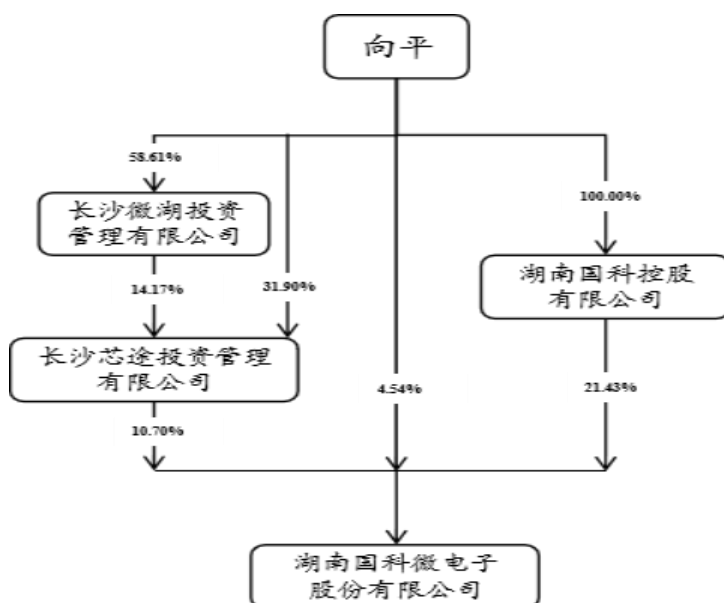 向平
58.61%
长沙微湖投资
管理有限公司
100.00%
湖南国科控股
有限公司
14.17%
31.90%
长沙芯途投资管理
有限公司
4.54%
21.43%
10.70%
湖南国科微电子
股份有限公司